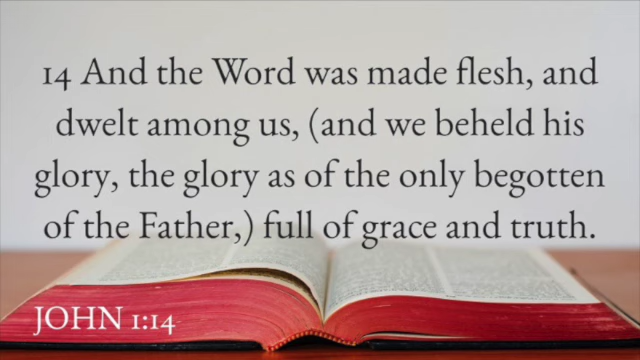 14 And the Word was made flesh, and
dwelt among us, (and we beheld his
glory, the glory as of the only begotten
of the Father,) full of grace and truth.
JOHN 1:14